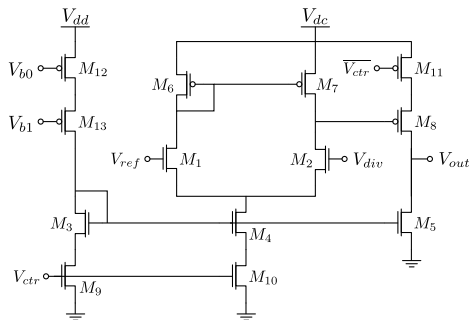 V_dd
V_dc
V_b0
M_12
M_6
M_7
\overline{V_ctr}
M_11
V_b1
M_13
M_8
V_ref
M_1
M_2
V_div
V_out
M_3
M_4
M_5
V_ctr
M_9
M_10